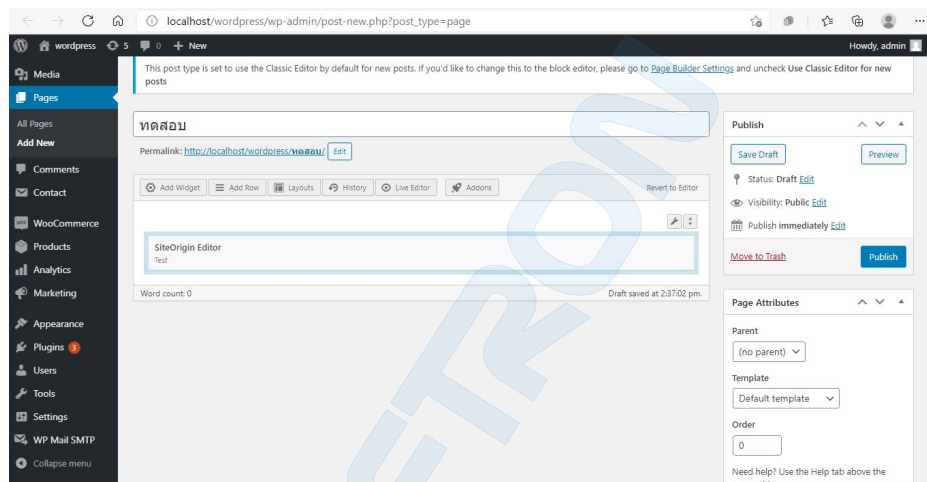 localhost/wordpress/wp-admin/post-new.php?post_type=page
wordpress 5 0 + New Howdy, admin
Media
Pages
All Pages
Add New
Comments
Contact
WooCommerce
Products
Analytics
Marketing
Appearance
Plugins 3
Users
Tools
Settings
WP Mail SMTP
Collapse menu
This post type is set to use the Classic Editor by default for new posts. If you'd like to change this to the block editor, please go to Page Builder Settings and uncheck Use Classic Editor for new
posts
ทดสอบ
Permalink: http://localhost/wordpress/ทดสอบ/ Edit
Add Widget Add Row Layouts History Live Editor Addons Revert to Editor
SiteOrigin Editor
Test
Word count: 0 Draft saved at 2:37:02 pm.
Publish
Save Draft Preview
Status: Draft Edit
Visibility: Public Edit
Publish immediately Edit
Move to Trash Publish
Page Attributes
Parent
(no parent)
Template
Default template
Order
0
Need help? Use the Help tab above the